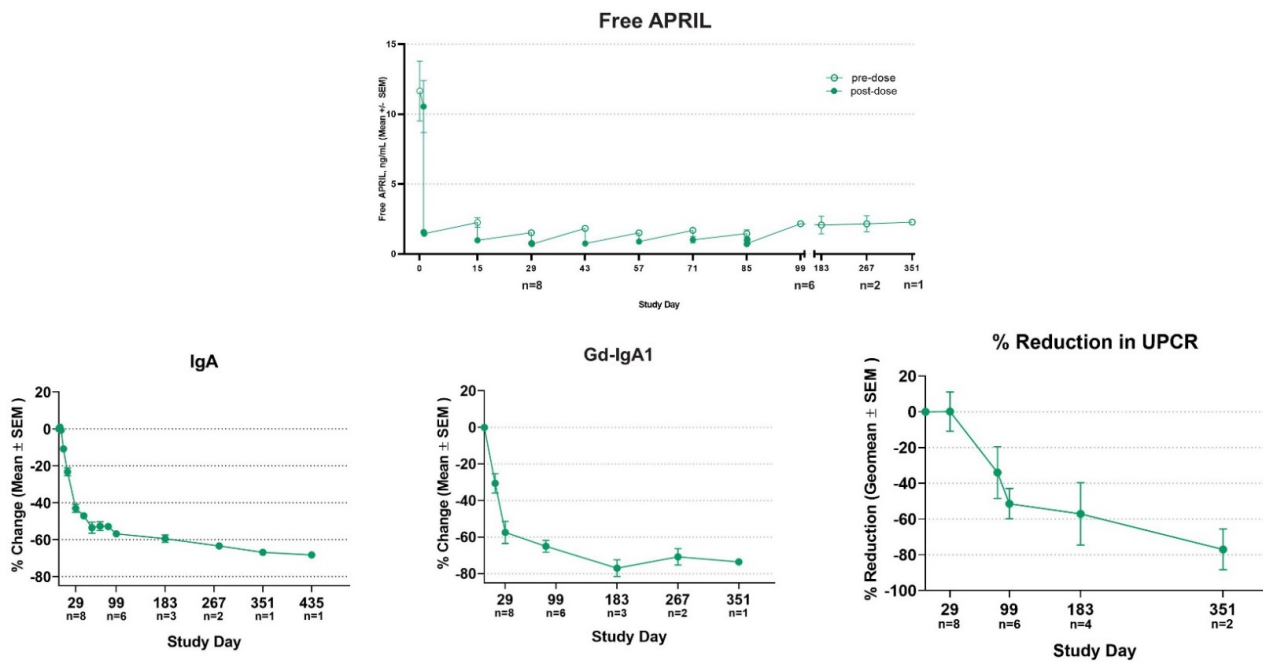 Free APRIL
Free APRIL, ng/mL (Mean +/- SEM)
15
10
5
0
pre-dose
post-dose
0 15 29 43 57 71 85 99 183 267 351
n=8 n=6 n=2 n=1
Study Day
IgA
% Change (Mean ± SEM )
20
0
-20
-40
-60
-80
29 99 183 267 351 435
n=8 n=6 n=3 n=2 n=1 n=1
Study Day
Gd-IgA1
% Change (Mean ± SEM )
20
0
-20
-40
-60
-80
29 99 183 267 351
n=8 n=6 n=3 n=2 n=1
Study Day
% Reduction in UPCR
% Reduction (Geomean ± SEM )
20
0
-20
-40
-60
-80
-100
29 99 183 351
n=8 n=6 n=4 n=2
Study Day